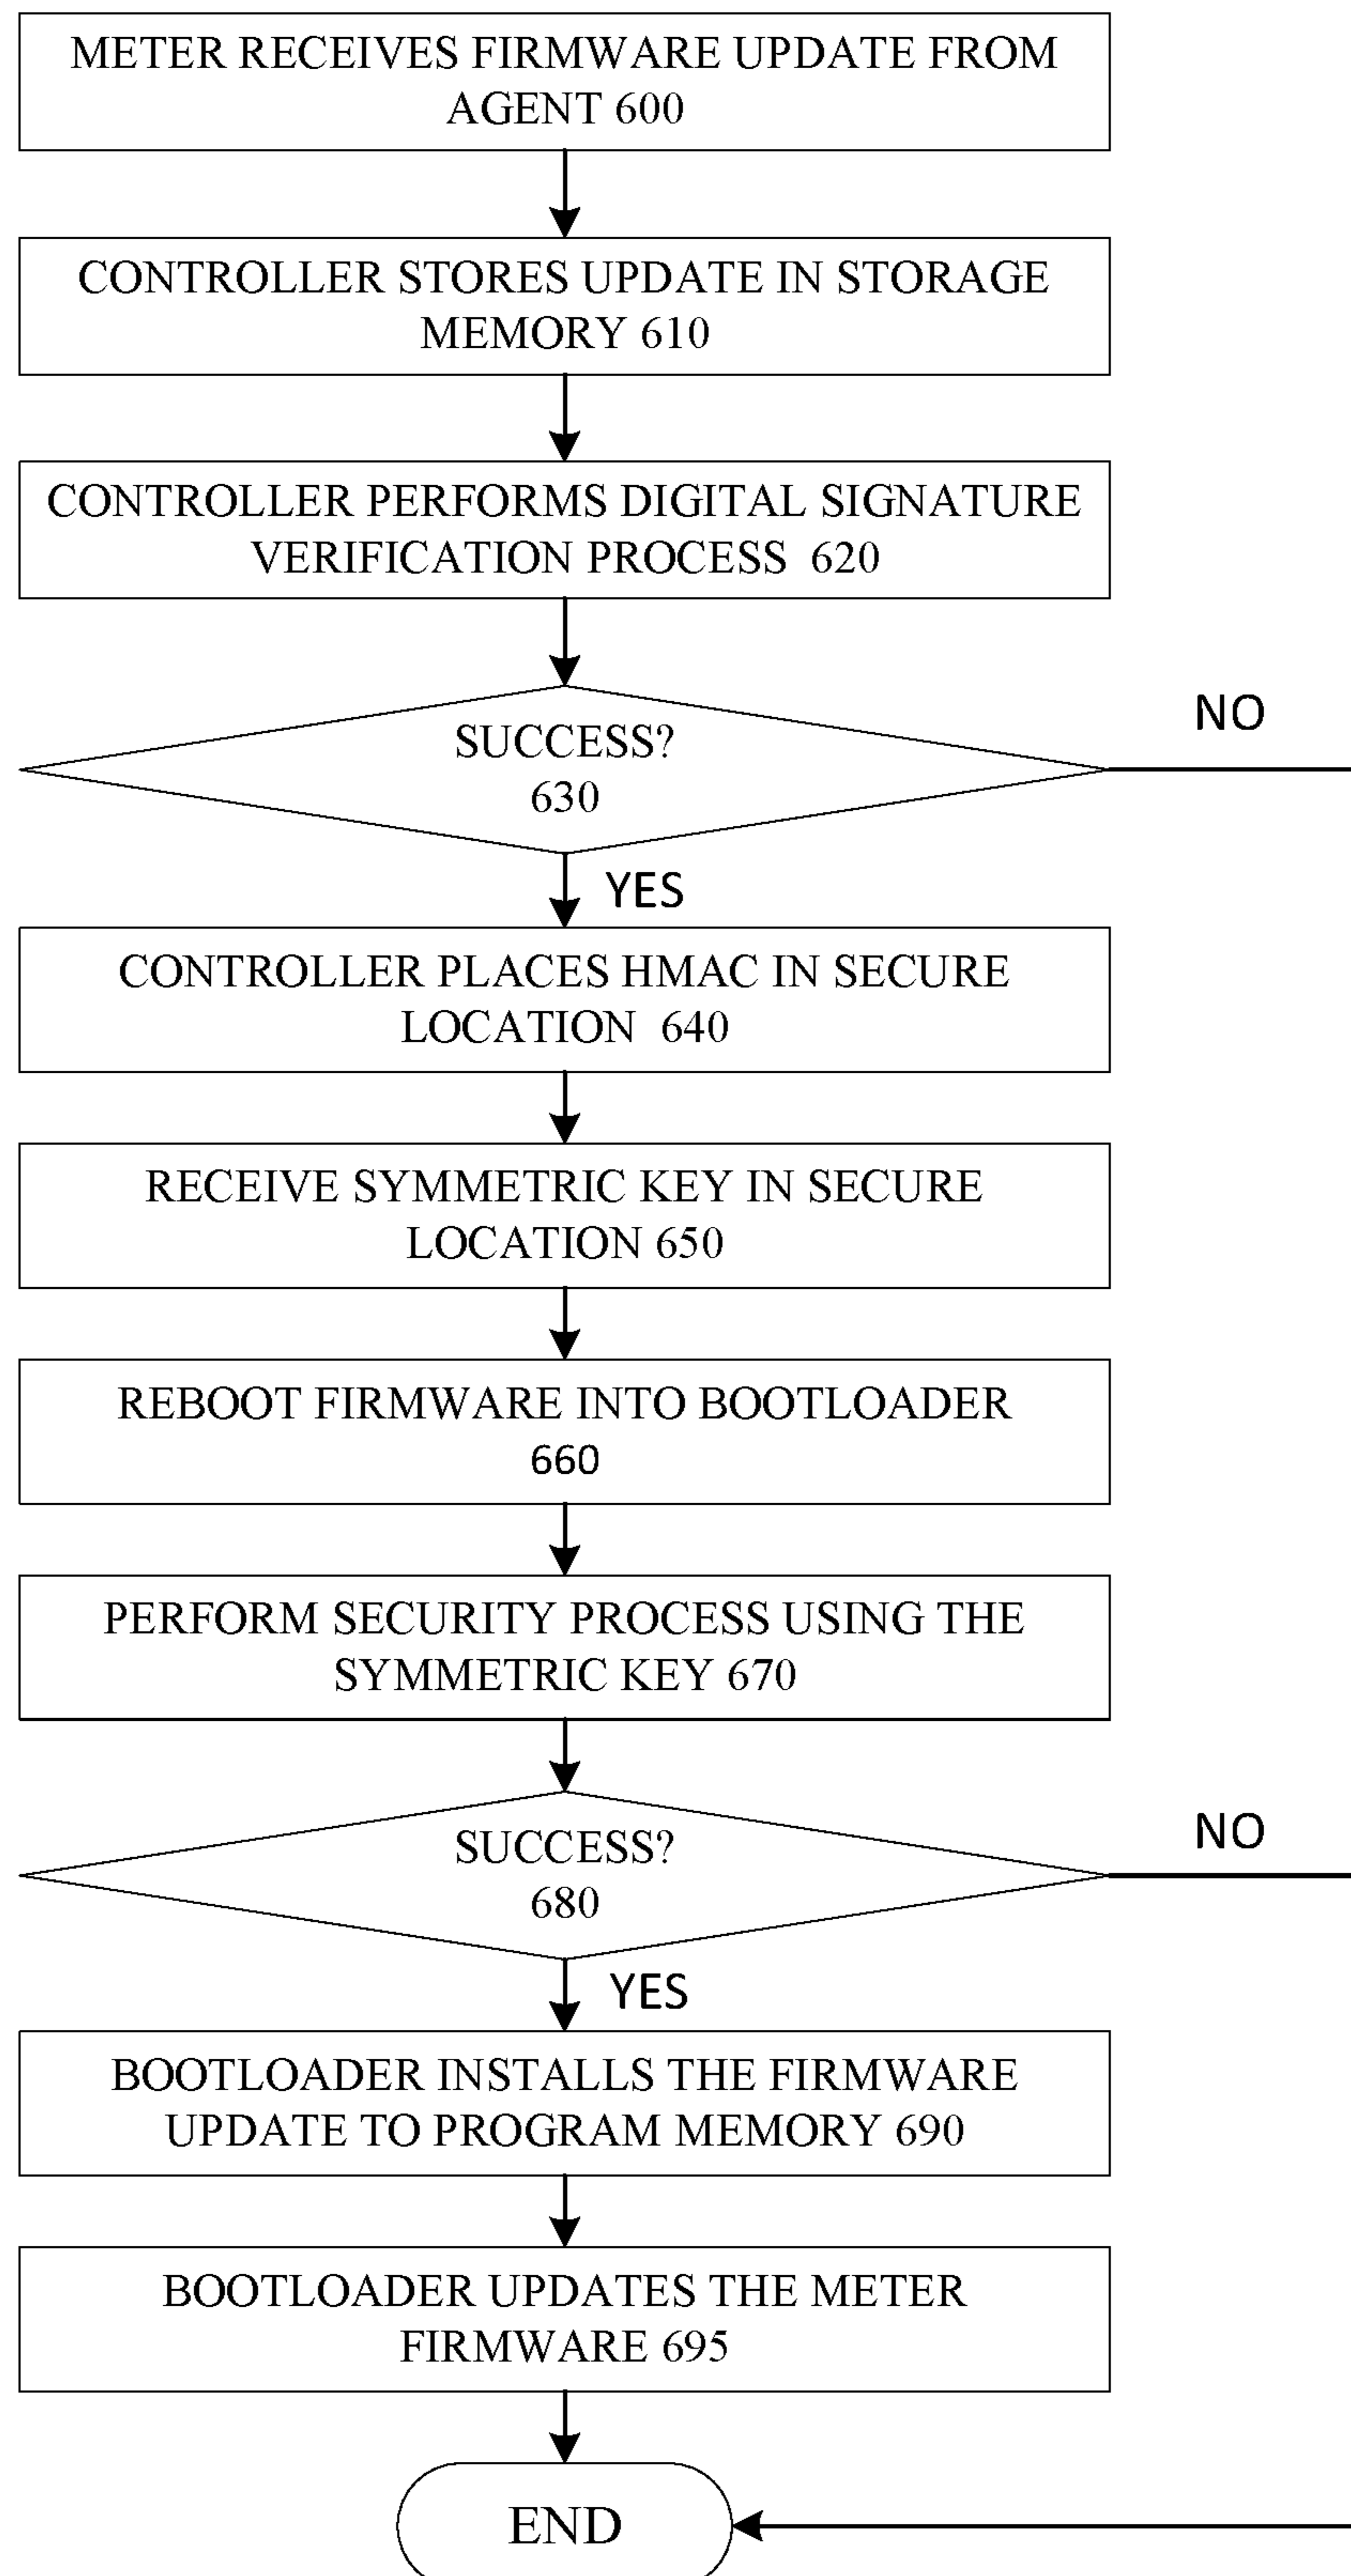 METER RECEIVES FIRMWARE UPDATE FROM
AGENT 600
CONTROLLER STORES UPDATE IN STORAGE
MEMORY 610
CONTROLLER PERFORMS DIGITAL SIGNATURE
VERIFICATION PROCESS 620
SUCCESS?
630
NO
YES
CONTROLLER PLACES HMAC IN SECURE
LOCATION 640
RECEIVE SYMMETRIC KEY IN SECURE
LOCATION 650
REBOOT FIRMWARE INTO BOOTLOADER
660
PERFORM SECURITY PROCESS USING THE
SYMMETRIC KEY 670
SUCCESS?
680
NO
YES
BOOTLOADER INSTALLS THE FIRMWARE
UPDATE TO PROGRAM MEMORY 690
BOOTLOADER UPDATES THE METER
FIRMWARE 695
END